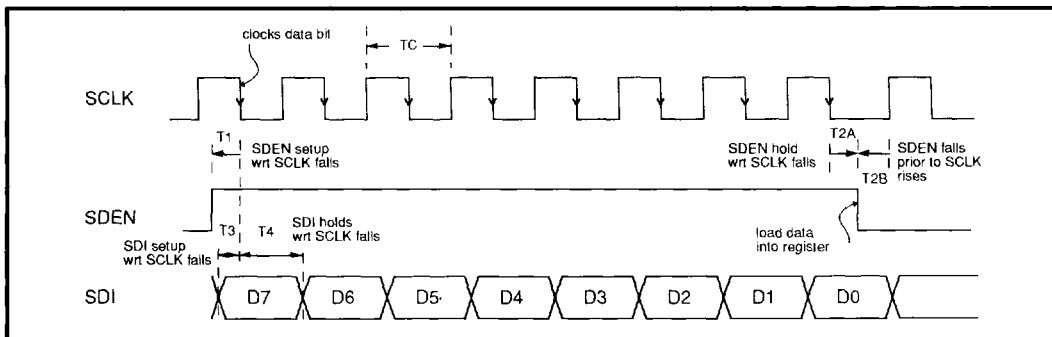 clocks data bit
TC
SCLK
T1
SDEN setup
wrt SCLK falls
SDEN hold
wrt SCLK falls
T2A
SDEN falls
prior to SCLK
rises
T2B
SDEN
T3
T4
SDI holds
wrt SCLK falls
SDI setup
wrt SCLK falls
load data
into register
SDI
D7
D6
D5
D4
D3
D2
D1
D0